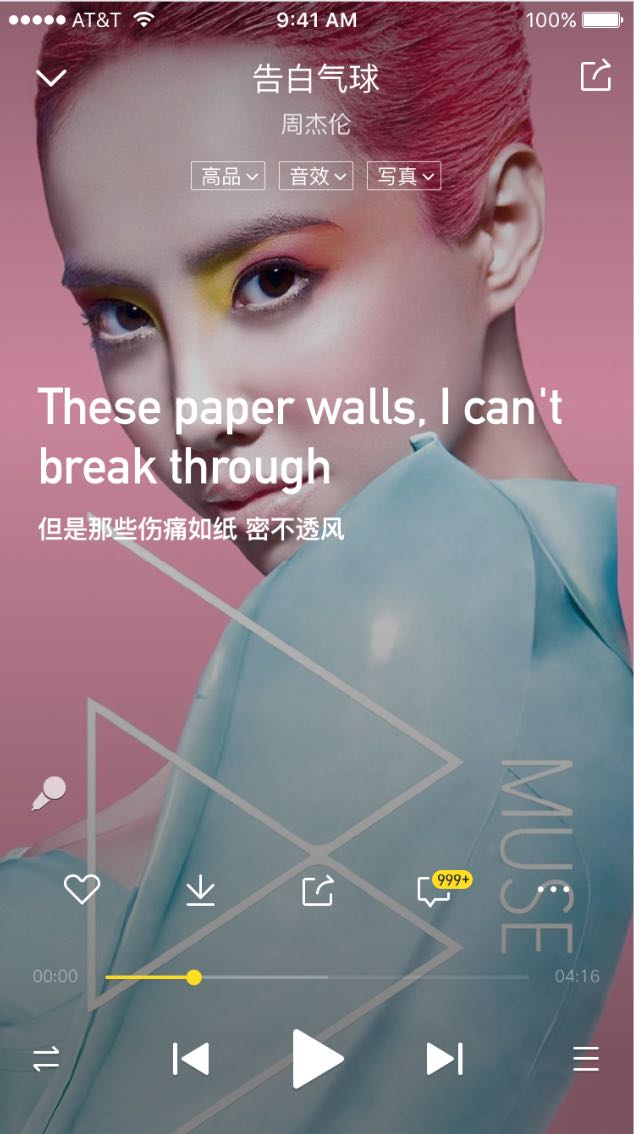 AT&T 9:41 AM 100%
告白气球
周杰伦
高品 音效 写真
These paper walls, I can't
break through
但是那些伤痛如纸 密不透风
MUSE
999+
00:00 04:16